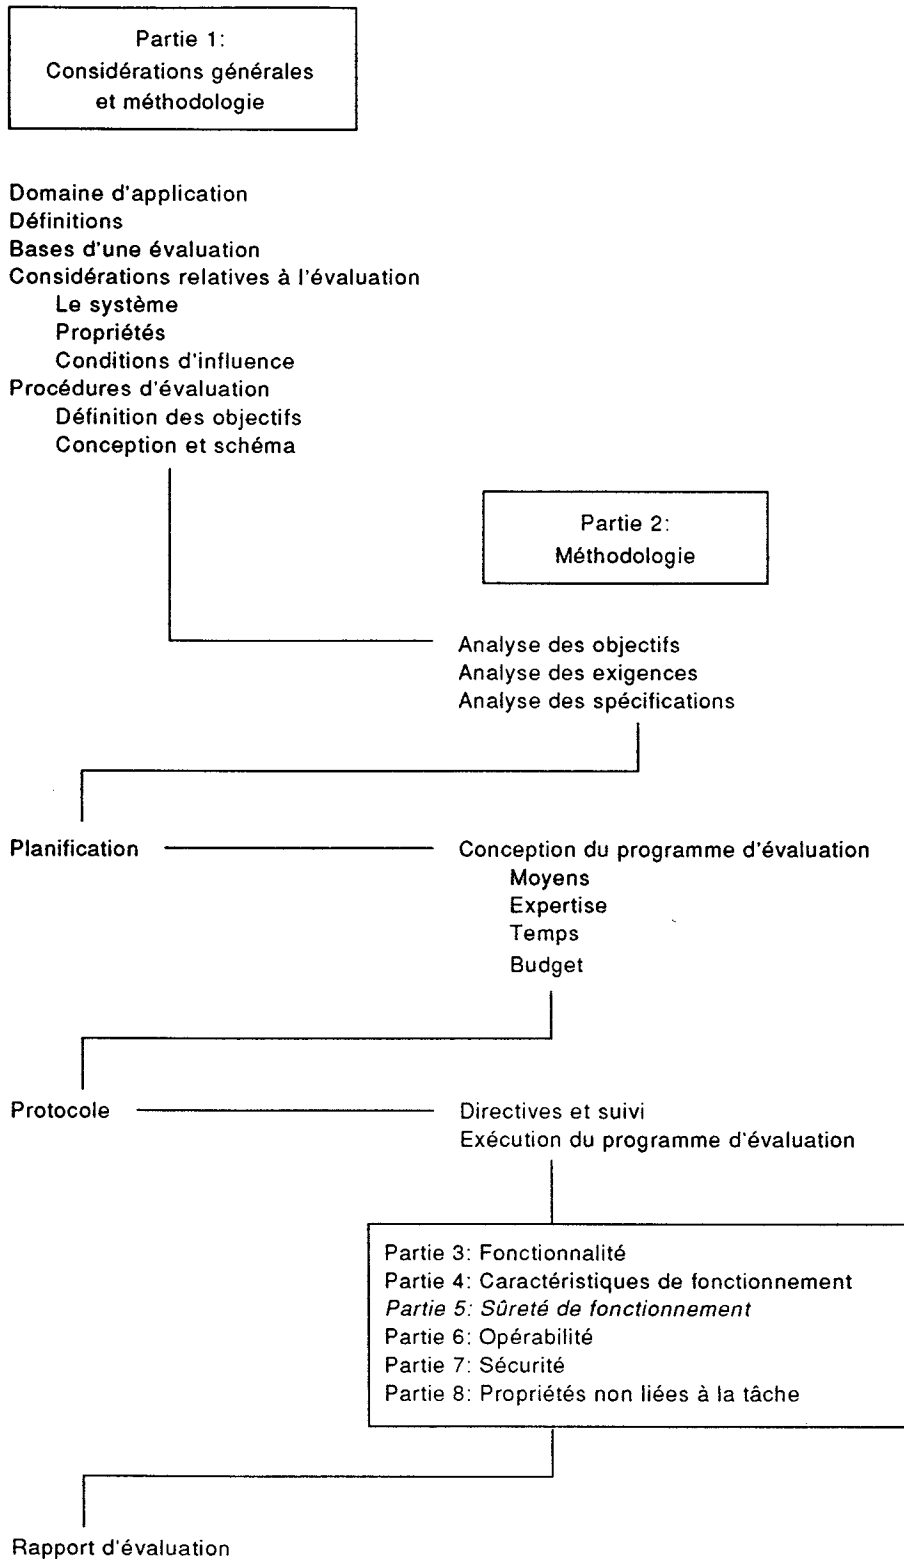 Partie 1:
Considérations générales
et méthodologie
Domaine d'application
Définitions
Bases d'une évaluation
Considérations relatives à l'évaluation
Le système
Propriétés
Conditions d'influence
Procédures d'évaluation
Définition des objectifs
Conception et schéma
Partie 2:
Méthodologie
Analyse des objectifs
Analyse des exigences
Analyse des spécifications
Planification
Conception du programme d'évaluation
Moyens
Expertise
Temps
Budget
Protocole
Directives et suivi
Exécution du programme d'évaluation
Partie 3: Fonctionnalité
Partie 4: Caractéristiques de fonctionnement
Partie 5: Sûreté de fonctionnement
Partie 6: Opérabilité
Partie 7: Sécurité
Partie 8: Propriétés non liées à la tâche
Rapport d'évaluation